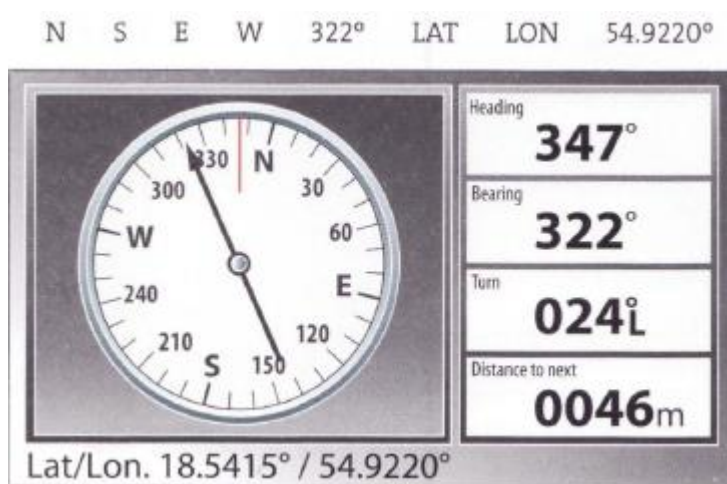 N S E W 322° LAT LON 54.9220°
Heading
347°
Bearing
322°
Turn
024°L
Distance to next
0046m
330 N
300 30
W 60
240 E
210 120
S 150
Lat/Lon. 18.5415° / 54.9220°